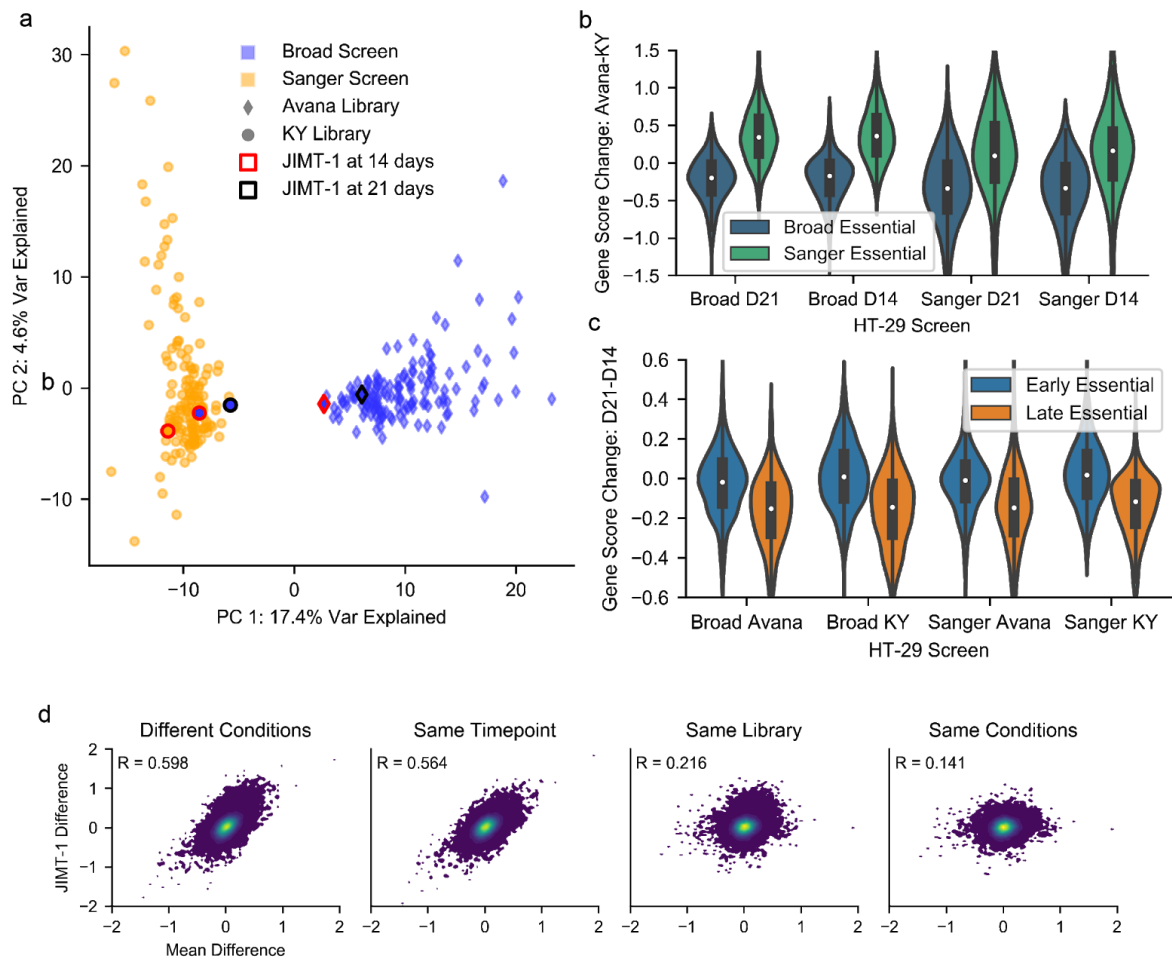 a
30
20
10
0
−10
PC 2: 4.6% Var Explained
b
Broad Screen
Sanger Screen
Avana Library
KY Library
JIMT-1 at 14 days
JIMT-1 at 21 days
−10
0
10
20
PC 1: 17.4% Var Explained
b
1.5
1.0
0.5
0.0
−0.5
−1.0
−1.5
Gene Score Change: Avana-KY
Broad Essential
Sanger Essential
Broad D21
Broad D14
Sanger D21
Sanger D14
HT-29 Screen
c
0.6
0.4
0.2
0.0
−0.2
−0.4
−0.6
Gene Score Change: D21-D14
Early Essential
Late Essential
Broad Avana
Broad KY
Sanger Avana
Sanger KY
HT-29 Screen
d
Different Conditions
Same Timepoint
Same Library
Same Conditions
R = 0.598
R = 0.564
R = 0.216
R = 0.141
2
1
0
−1
−2
JIMT-1 Difference
−2 −1 0 1 2
−2 −1 0 1 2
−2 −1 0 1 2
−2 −1 0 1 2
Mean Difference